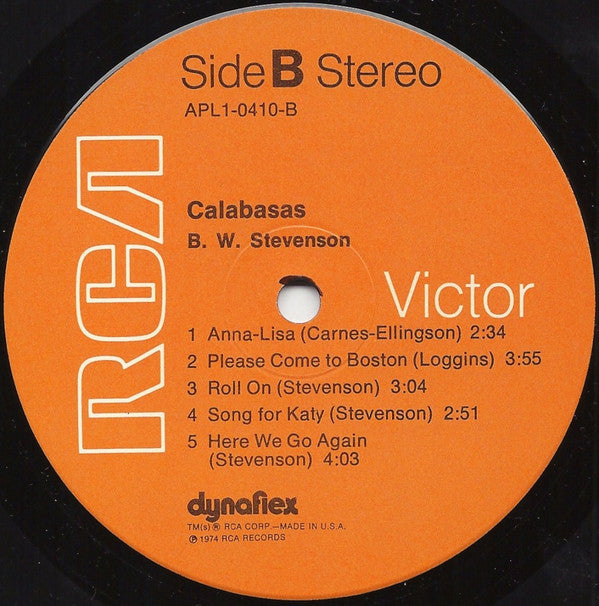 Side B Stereo
APL1-0410-B
RCA
Calabasas
B. W. Stevenson
Victor
1 Anna-Lisa (Carnes-Ellingson) 2:34
2 Please Come to Boston (Loggins) 3:55
3 Roll On (Stevenson) 3:04
4 Song for Katy (Stevenson) 2:51
5 Here We Go Again
(Stevenson) 4:03
dynaflex
TM(s) ® RCA CORP.—MADE IN U.S.A.
℗ 1974 RCA RECORDS